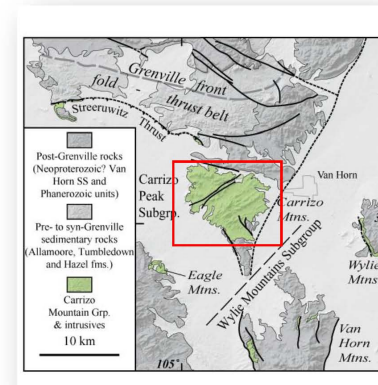 Grenville front
fold
thrust belt
Streeruwitz
Thrust
Post-Grenville rocks
(Neoproterozoic? Van
Horn SS and
Phanerozoic units)
Pre- to syn-Grenville
sedimentary rocks
(Allamoore, Tumbledown
and Hazel fms.)
Carrizo
Mountain Grp.
& intrusives
10 km
Carrizo
Peak
Subgrp.
Van Horn
Carrizo
Mtns.
Wylie Mountains Subgroup
Eagle
Mtns.
Wylie
Mtns
Van
Horn
Mtns.
105°